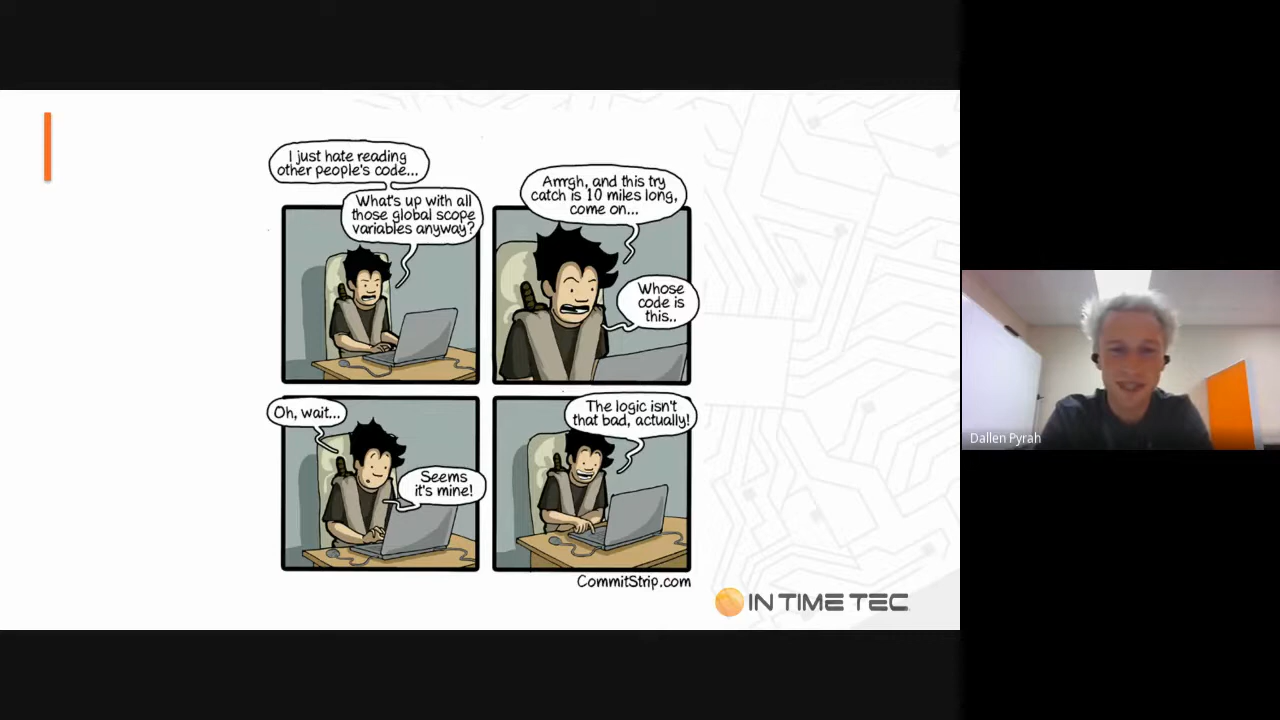 I just hate reading
other people's code...
What's up with all
those global scope
variables anyway?
Arrrgh, and this try
catch is 10 miles long,
come on...
Whose
code is
this..
Oh, wait...
Seems
it's mine!
The logic isn't
that bad, actually!
CommitStrip.com
IN TIME TEC
Dallen Pyrah